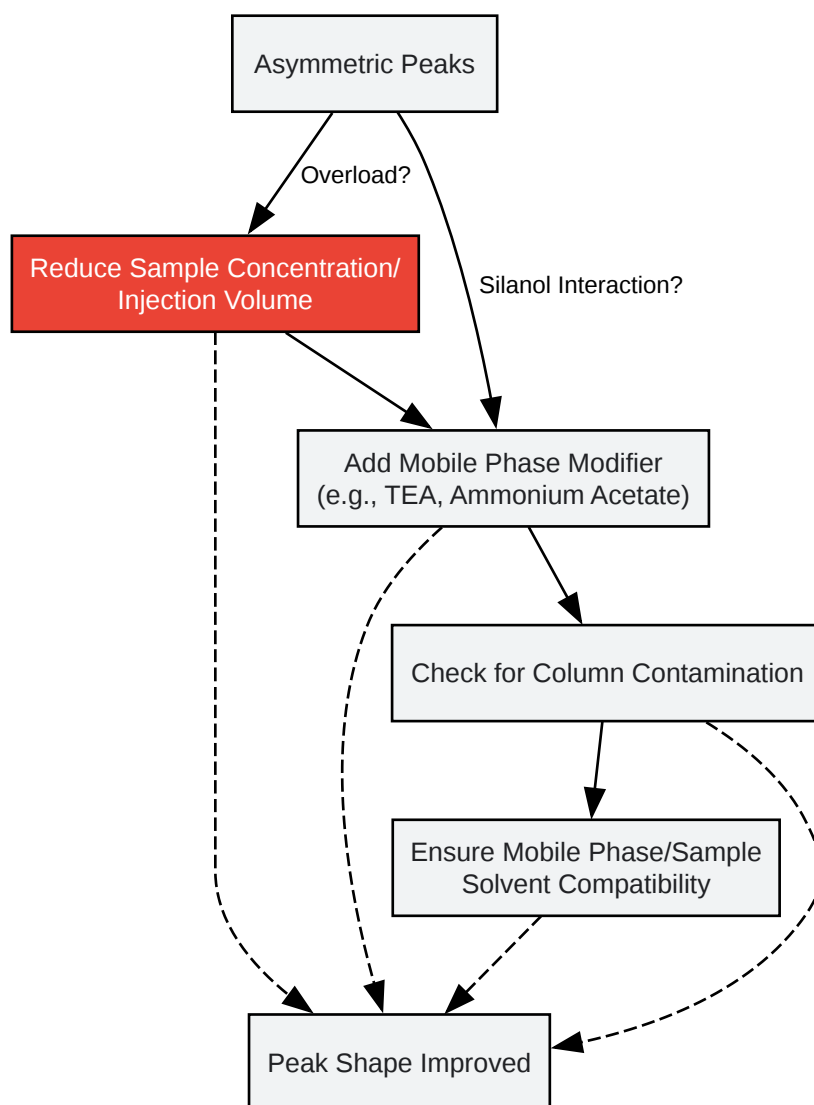 Asymmetric Peaks
Overload?
Reduce Sample Concentration/
Injection Volume
Silanol Interaction?
Add Mobile Phase Modifier
(e.g., TEA, Ammonium Acetate)
Check for Column Contamination
Ensure Mobile Phase/Sample
Solvent Compatibility
Peak Shape Improved